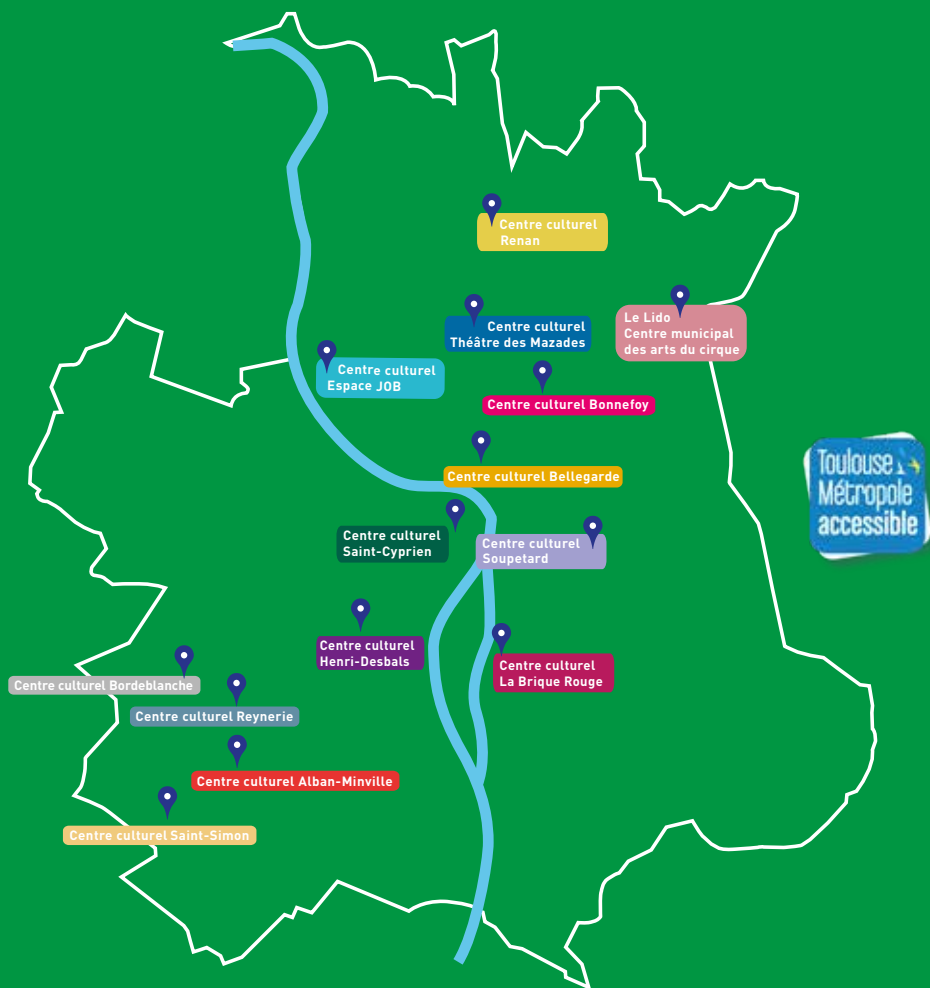 Centre culturel
Renan
Centre culturel
Théâtre des Mazades
Le Lido
Centre municipal
des arts du cirque
Centre culturel
Espace JOB
Centre culturel Bonnefoy
Toulouse
Métropole
accessible
Centre culturel Bellegarde
Centre culturel
Saint-Cyprien
Centre culturel
Soupetard
Centre culturel
Henri-Desbals
Centre culturel
La Brique Rouge
Centre culturel Bordeblanche
Centre culturel Reynerie
Centre culturel Alban-Minville
Centre culturel Saint-Simon